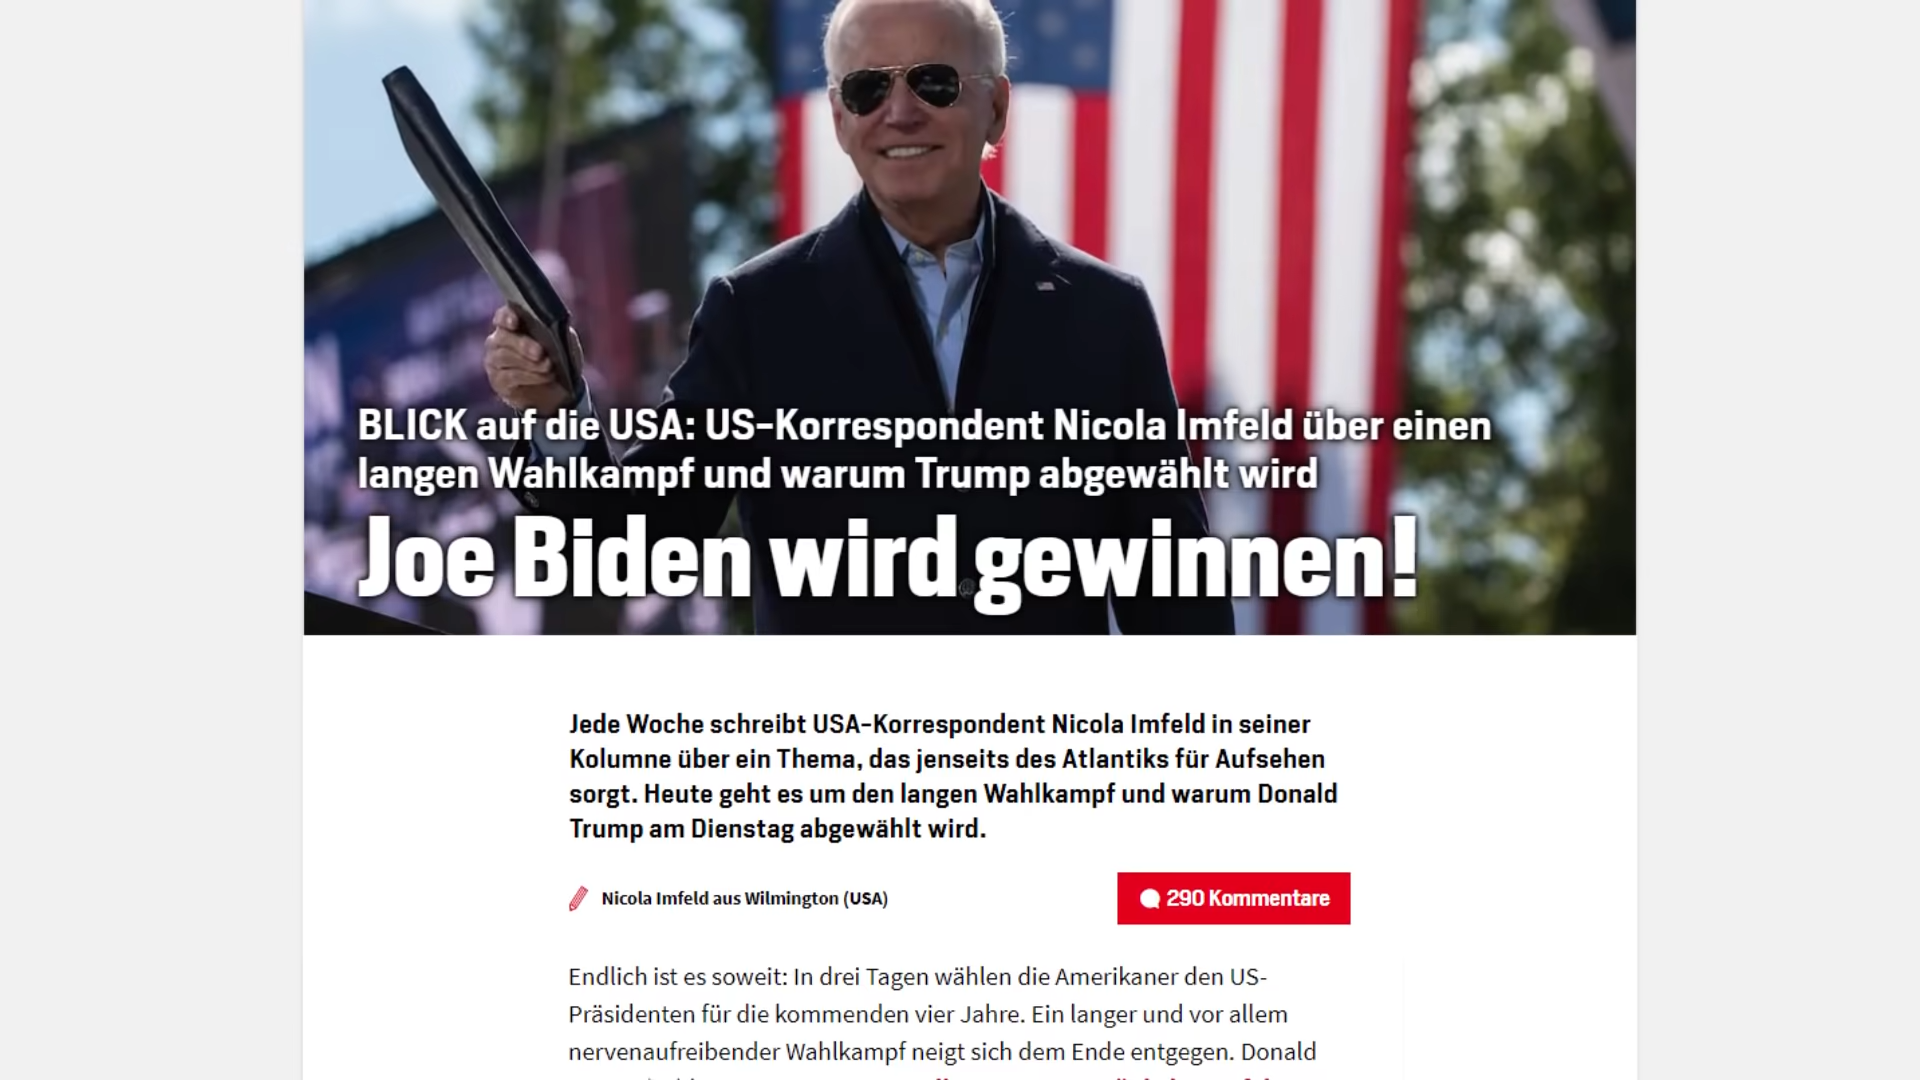 BLICK auf die USA: US-Korrespondent Nicola Imfeld über einen
langen Wahlkampf und warum Trump abgewählt wird
Joe Biden wird gewinnen!
Jede Woche schreibt USA-Korrespondent Nicola Imfeld in seiner
Kolumne über ein Thema, das jenseits des Atlantiks für Aufsehen
sorgt. Heute geht es um den langen Wahlkampf und warum Donald
Trump am Dienstag abgewählt wird.
Nicola Imfeld aus Wilmington (USA)
290 Kommentare
Endlich ist es soweit: In drei Tagen wählen die Amerikaner den US-
Präsidenten für die kommenden vier Jahre. Ein langer und vor allem
nervenaufreibender Wahlkampf neigt sich dem Ende entgegen. Donald